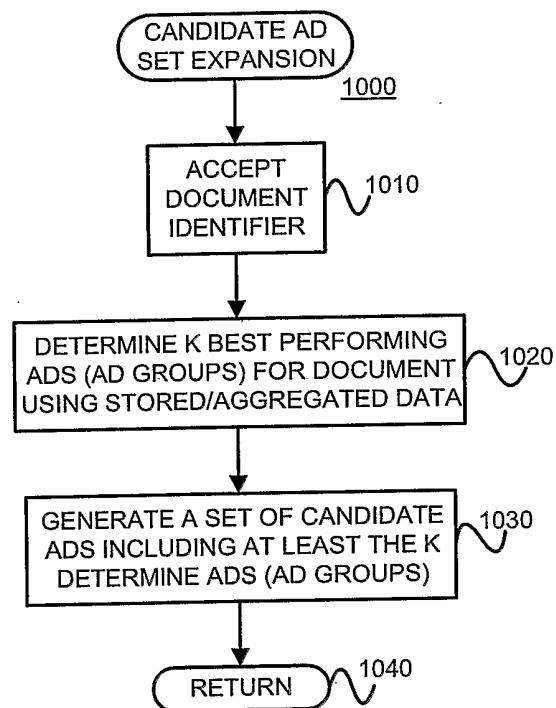 CANDIDATE AD
SET EXPANSION
1000
ACCEPT
DOCUMENT
IDENTIFIER
1010
DETERMINE K BEST PERFORMING
ADS (AD GROUPS) FOR DOCUMENT
USING STORED/AGGREGATED DATA
1020
GENERATE A SET OF CANDIDATE
ADS INCLUDING AT LEAST THE K
DETERMINE ADS (AD GROUPS)
1030
RETURN
1040